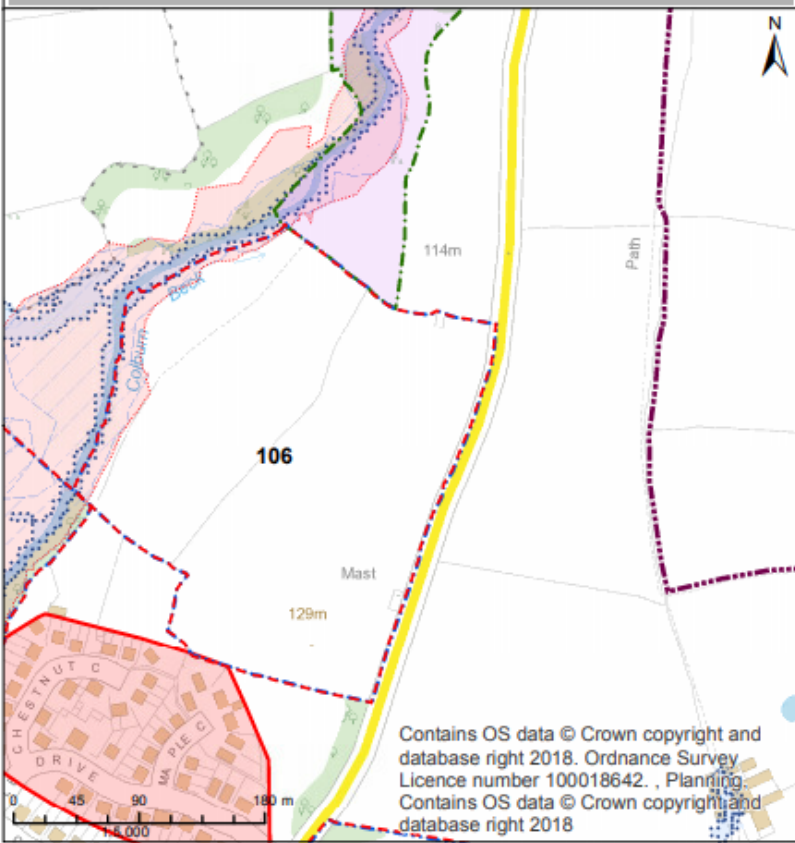 N
114m
Path
Beck
Colburn
106
Mast
129m
CHESTNUT C
DRIVE
MAPLE C
Contains OS data © Crown copyright and
database right 2018. Ordnance Survey
Licence number 100018642. , Planning.
Contains OS data © Crown copyright and
database right 2018
0 45 90 180 m
1:5,000